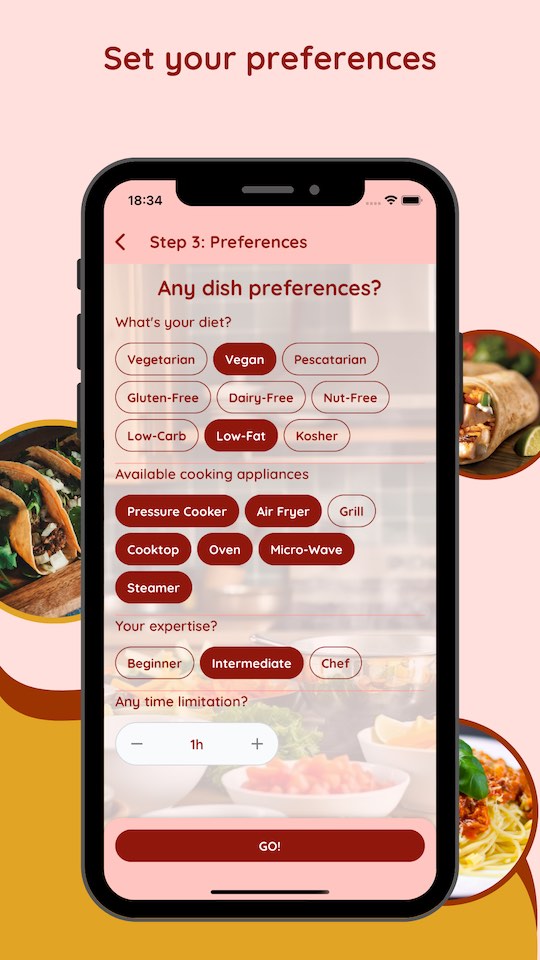 Set your preferences
18:34
Step 3: Preferences
Any dish preferences?
What's your diet?
Vegetarian Vegan Pescatarian
Gluten-Free Dairy-Free Nut-Free
Low-Carb Low-Fat Kosher
Available cooking appliances
Pressure Cooker Air Fryer Grill
Cooktop Oven Micro-Wave
Steamer
Your expertise?
Beginner Intermediate Chef
Any time limitation?
− 1h +
GO!